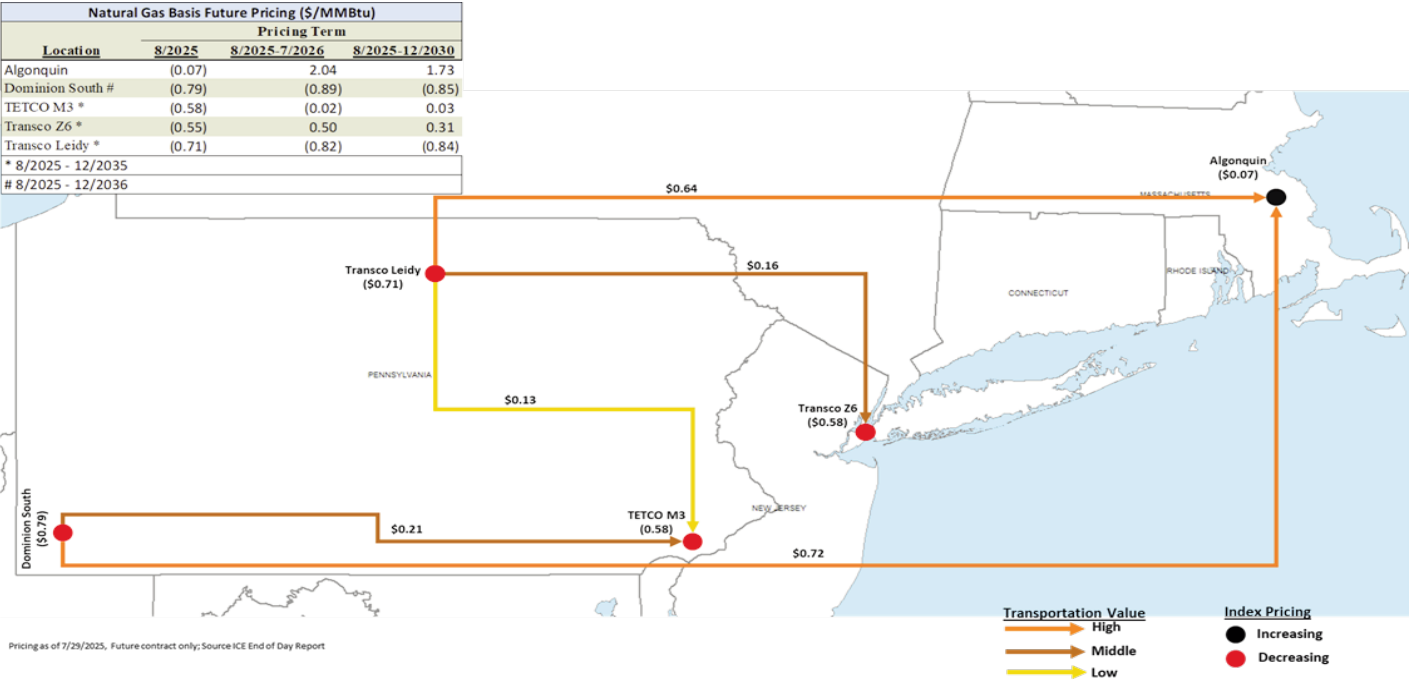 Natural Gas Basis Future Pricing ($/MMBtu)
Pricing Term
Location 8/2025 8/2025-7/2026 8/2025-12/2030
Algonquin (0.07) 2.04 1.73
Dominion South # (0.79) (0.89) (0.85)
TETCO M3 * (0.58) (0.02) 0.03
Transco Z6 * (0.55) 0.50 0.31
Transco Leidy * (0.71) (0.82) (0.84)
* 8/2025 - 12/2035
# 8/2025 - 12/2036
Algonquin
($0.07)
$0.64
MASSACHUSETTS
Transco Leidy
($0.71)
$0.16
RHODE ISLAND
CONNECTICUT
PENNSYLVANIA
$0.13
Transco Z6
($0.58)
Dominion South
($0.79)
TETCO M3
(0.58)
NEW JERSEY
$0.21
$0.72
Transportation Value
High
Middle
Low
Index Pricing
Increasing
Decreasing
Pricing as of 7/29/2025, Future contract only; Source ICE End of Day Report